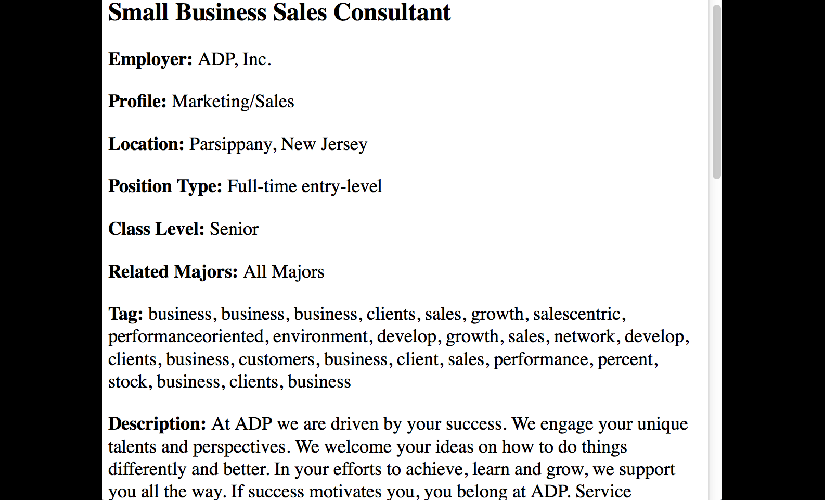 Small Business Sales Consultant
Employer: ADP, Inc.
Profile: Marketing/Sales
Location: Parsippany, New Jersey
Position Type: Full-time entry-level
Class Level: Senior
Related Majors: All Majors
Tag: business, business, business, clients, sales, growth, salescentric,
performanceoriented, environment, develop, growth, sales, network, develop,
clients, business, customers, business, client, sales, performance, percent,
stock, business, clients, business
Description: At ADP we are driven by your success. We engage your unique
talents and perspectives. We welcome your ideas on how to do things
differently and better. In your efforts to achieve, learn and grow, we support
you all the way. If success motivates you, you belong at ADP. Service